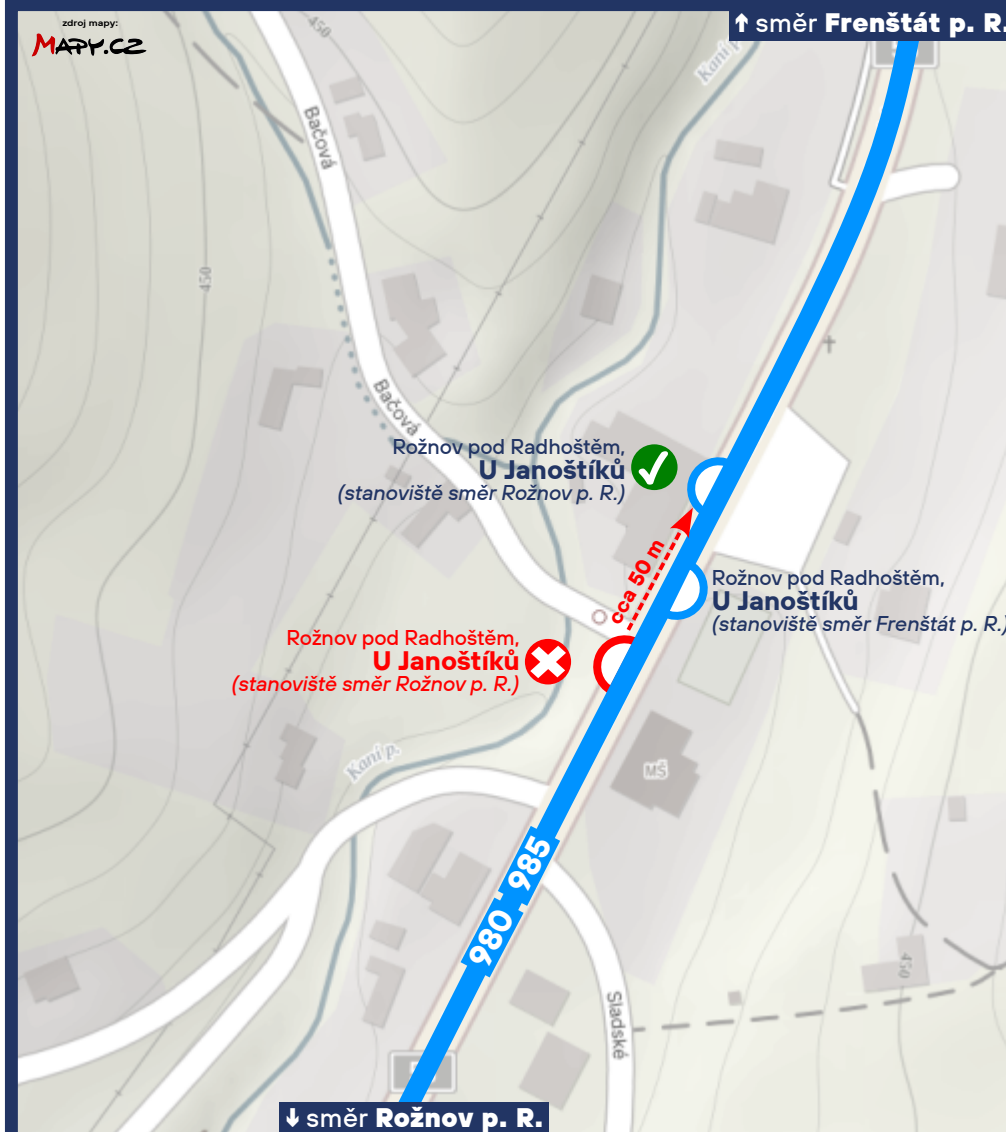 zdroj mapy:
MAPY.CZ
↑ směr Frenštát p. R.
450
Kaní p.
Bačová
450
Bačová
Rožnov pod Radhoštěm,
U Janoštíků
(stanoviště směr Rožnov p. R.)
cca 50 m
Rožnov pod Radhoštěm,
U Janoštíků
(stanoviště směr Frenštát p. R.)
Rožnov pod Radhoštěm,
U Janoštíků
(stanoviště směr Rožnov p. R.)
Kaní p.
MŠ
980, 985
450
Sladské
↓ směr Rožnov p. R.